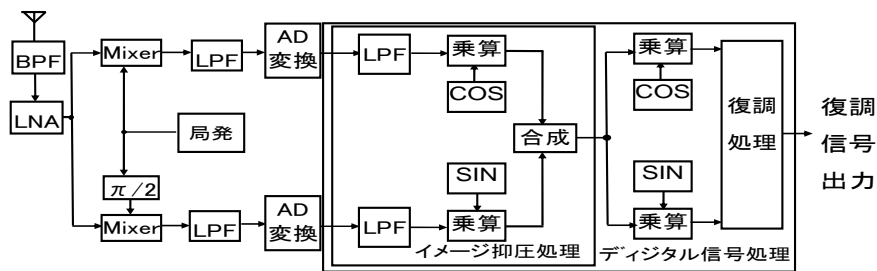 BPF
LNA
Mixer
LPF
AD
変換
LPF
乗算
COS
局発
π/2
Mixer
LPF
AD
変換
LPF
SIN
乗算
合成
イメージ抑圧処理
乗算
COS
SIN
乗算
復調
処理
ディジタル信号処理
復調
信号
出力